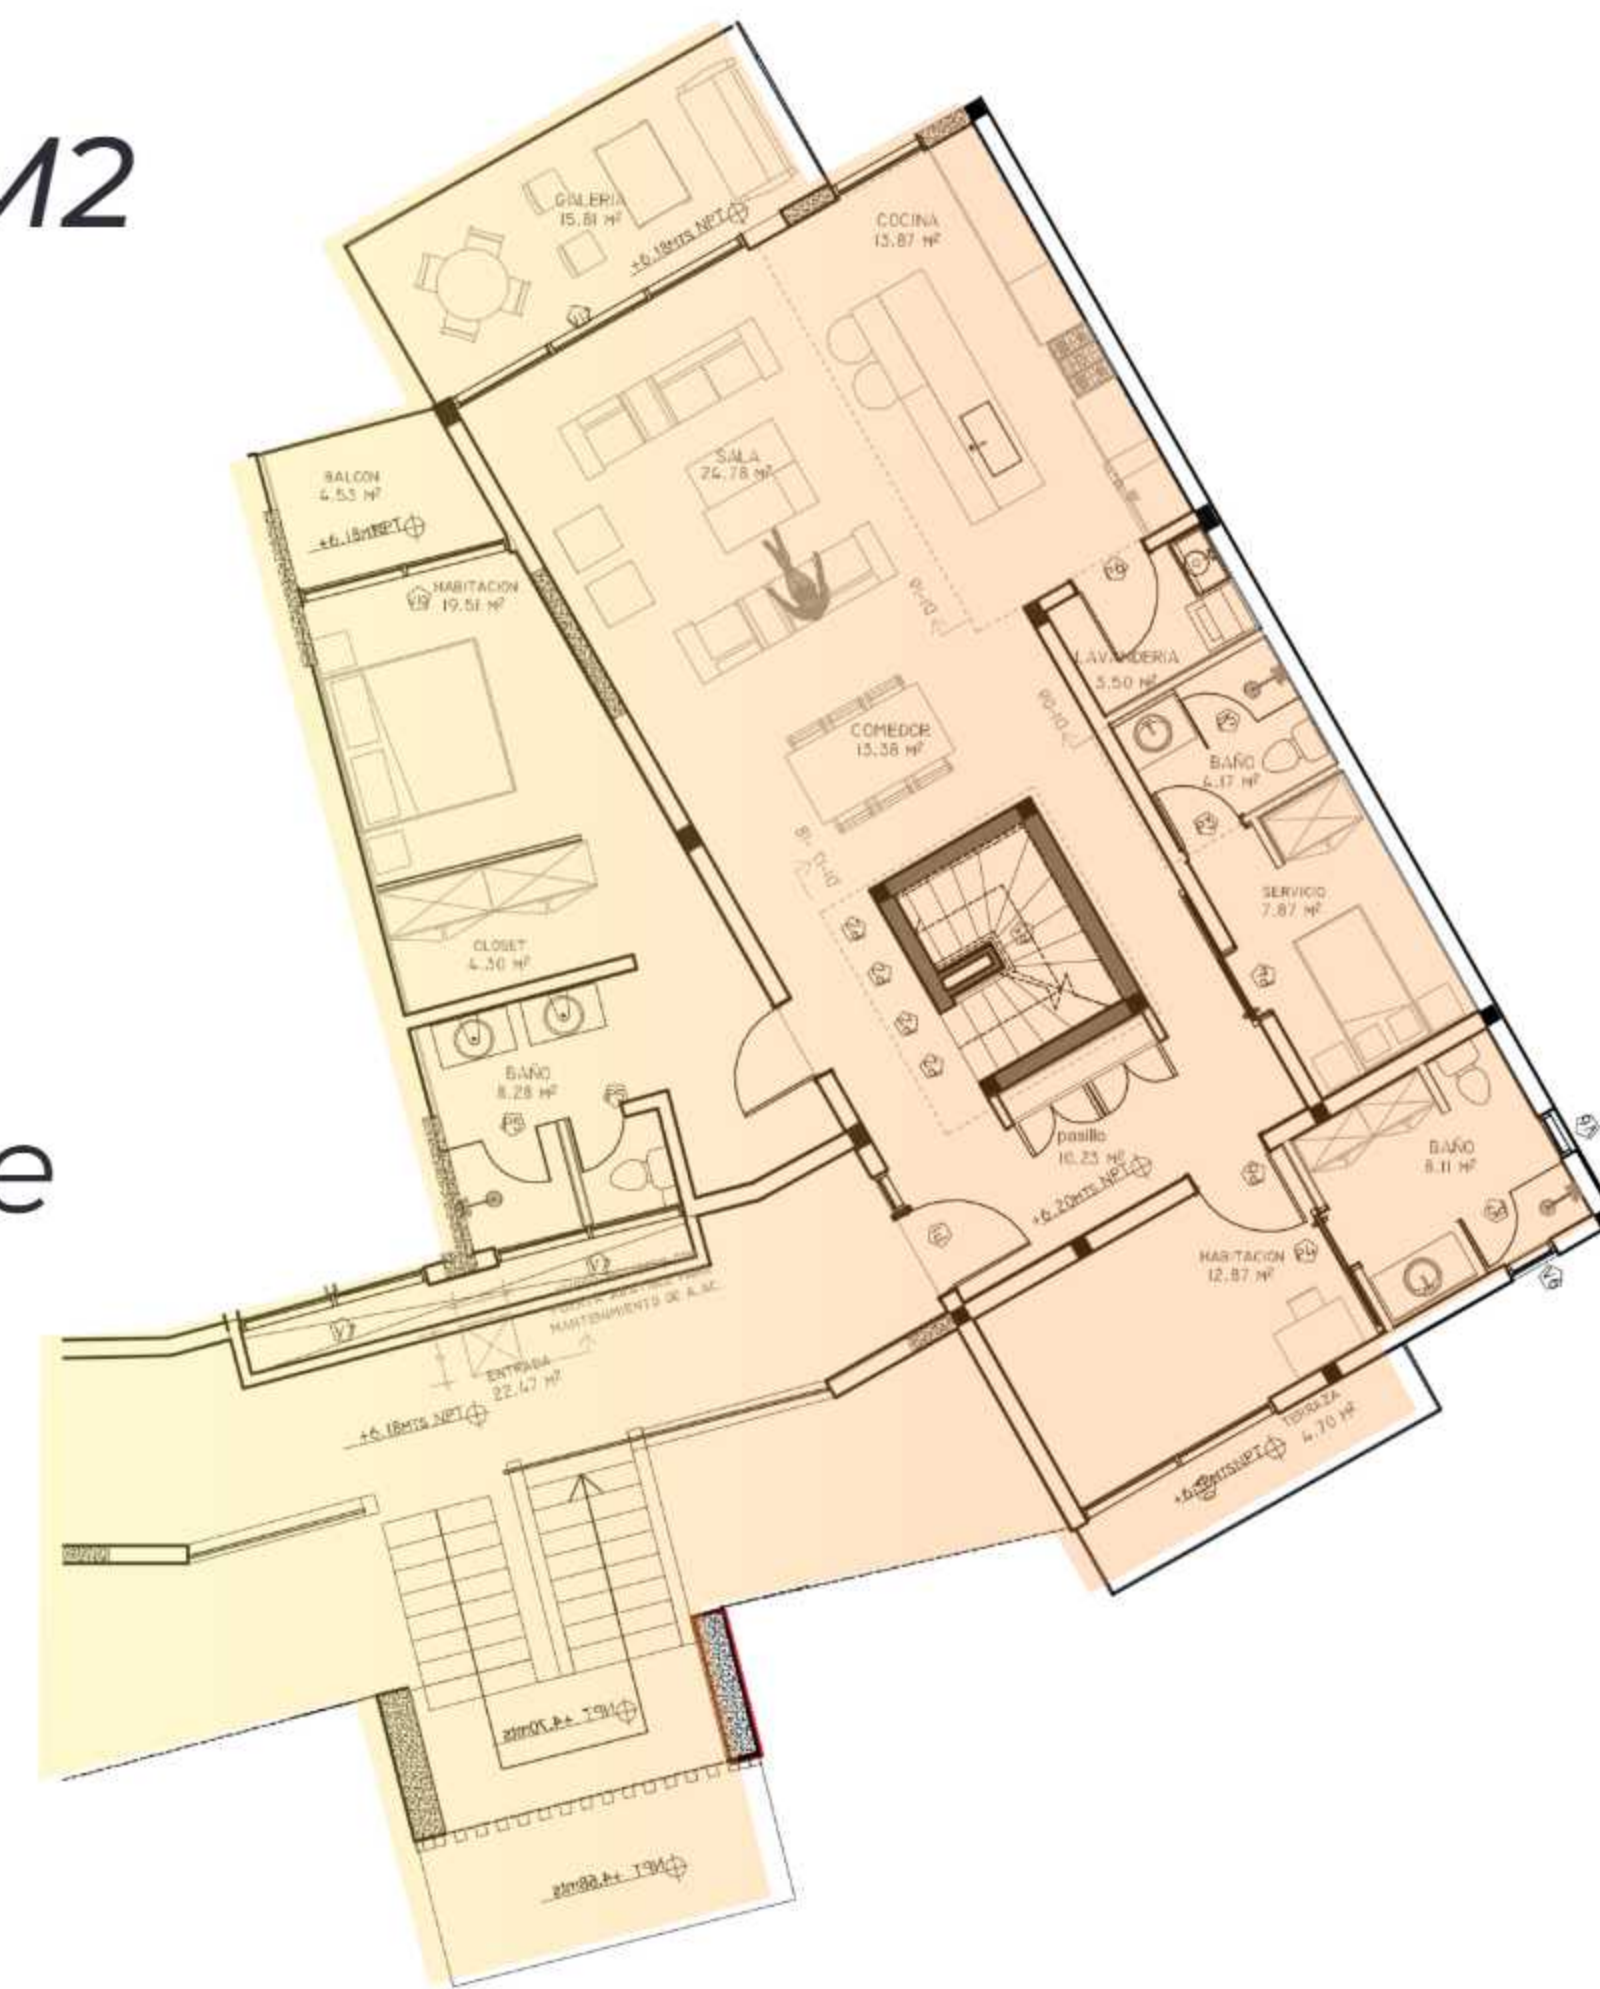 M2
GALERIA
15.81 M²
+6.18MTS NPT
COCINA
13.87 M²
SALA
24.78 M²
BALCON
4.53 M²
HABITACION
19.51 M²
LAVANDERIA
3.50 M²
COMEDOR
13.38 M²
BAÑO
4.17 M²
SERVICIO
7.87 M²
CLOSET
4.30 M²
BAÑO
8.28 M²
pasillo
10.23 M²
+6.20MTS NPT
BAÑO
8.11 M²
e
HABITACION
12.87 M²
P4
MANTENIMIENTO DE A.AC.
ENTRADA
22.47 M²
+6.18MTS NPT
TERRAZA
4.70 M²
NPT +4.70mts
NPT +4.68mts